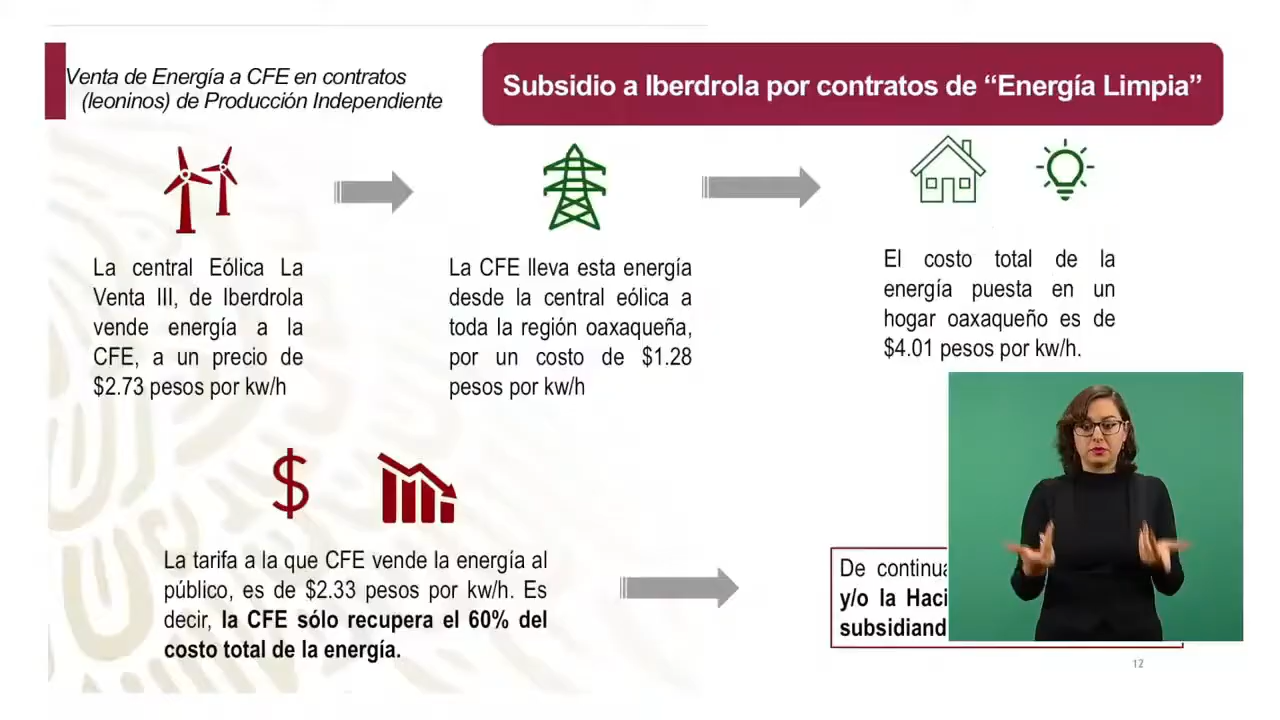 Venta de Energía a CFE en contratos
(leoninos) de Producción Independiente
Subsidio a Iberdrola por contratos de “Energía Limpia”
La central Eólica La
Venta III, de Iberdrola
vende energía a la
CFE, a un precio de
$2.73 pesos por kw/h
La CFE lleva esta energía
desde la central eólica a
toda la región oaxaqueña,
por un costo de $1.28
pesos por kw/h
El costo total de la
energía puesta en un
hogar oaxaqueño es de
$4.01 pesos por kw/h.
$
La tarifa a la que CFE vende la energía al
público, es de $2.33 pesos por kw/h. Es
decir, la CFE sólo recupera el 60% del
costo total de la energía.
De
y/o la
12